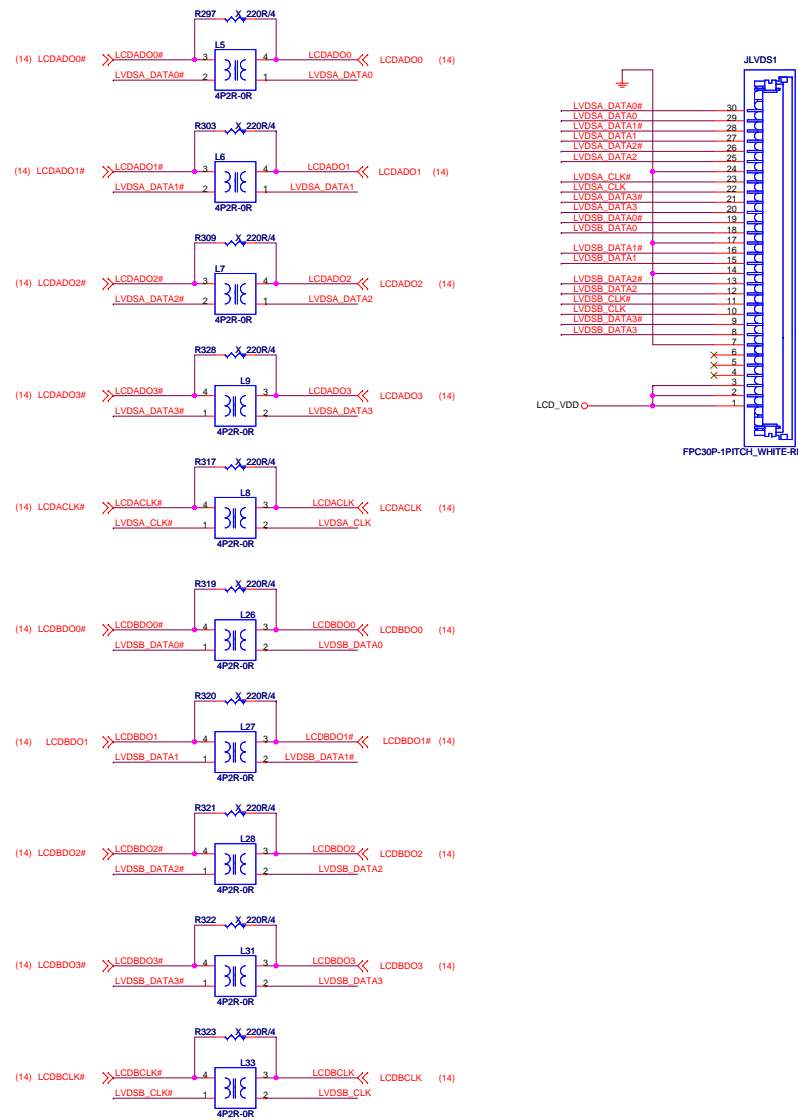 R297 X_220R/4
L5
(14) LCDADO0# LCDADO0# 3 4 LCDADO0 LCDADO0 (14)
LVDSA_DATA0# 2 1 LVDSA_DATA0
4P2R-0R
R303 X_220R/4
L6
(14) LCDADO1# LCDADO1# 3 4 LCDADO1 LCDADO1 (14)
LVDSA_DATA1# 2 1 LVDSA_DATA1
4P2R-0R
R309 X_220R/4
L7
(14) LCDADO2# LCDADO2# 3 4 LCDADO2 LCDADO2 (14)
LVDSA_DATA2# 2 1 LVDSA_DATA2
4P2R-0R
R328 X_220R/4
L9
(14) LCDADO3# LCDADO3# 4 3 LCDADO3 LCDADO3 (14)
LVDSA_DATA3# 1 2 LVDSA_DATA3
4P2R-0R
R317 X_220R/4
L8
(14) LCDACLK# LCDACLK# 4 3 LCDACLK LCDACLK (14)
LVDSA_CLK# 1 2 LVDSA_CLK
4P2R-0R
R319 X_220R/4
L26
(14) LCDBDO0# LCDBDO0# 4 3 LCDBDO0 LCDBDO0 (14)
LVDSB_DATA0# 1 2 LVDSB_DATA0
4P2R-0R
R320 X_220R/4
L27
(14) LCDBDO1 LCDBDO1 4 3 LCDBDO1# LCDBDO1# (14)
LVDSB_DATA1 1 2 LVDSB_DATA1#
4P2R-0R
R321 X_220R/4
L28
(14) LCDBDO2# LCDBDO2# 4 3 LCDBDO2 LCDBDO2 (14)
LVDSB_DATA2# 1 2 LVDSB_DATA2
4P2R-0R
R322 X_220R/4
L31
(14) LCDBDO3# LCDBDO3# 4 3 LCDBDO3 LCDBDO3 (14)
LVDSB_DATA3# 1 2 LVDSB_DATA3
4P2R-0R
R323 X_220R/4
L33
(14) LCDBCLK# LCDBCLK# 4 3 LCDBCLK LCDBCLK (14)
LVDSB_CLK# 1 2 LVDSB_CLK
4P2R-0R
JLVDS1
LVDSA_DATA0# 30
LVDSA_DATA0 29
LVDSA_DATA1# 28
LVDSA_DATA1 27
LVDSA_DATA2# 26
LVDSA_DATA2 25
24
LVDSA_CLK# 23
LVDSA_CLK 22
LVDSA_DATA3# 21
LVDSA_DATA3 20
LVDSB_DATA0# 19
LVDSB_DATA0 18
17
LVDSB_DATA1# 16
LVDSB_DATA1 15
14
LVDSB_DATA2# 13
LVDSB_DATA2 12
LVDSB_CLK# 11
LVDSB_CLK 10
LVDSB_DATA3# 9
LVDSB_DATA3 8
7
6
5
4
3
2
LCD_VDD 1
FPC30P-1PITCH_WHITE-RI